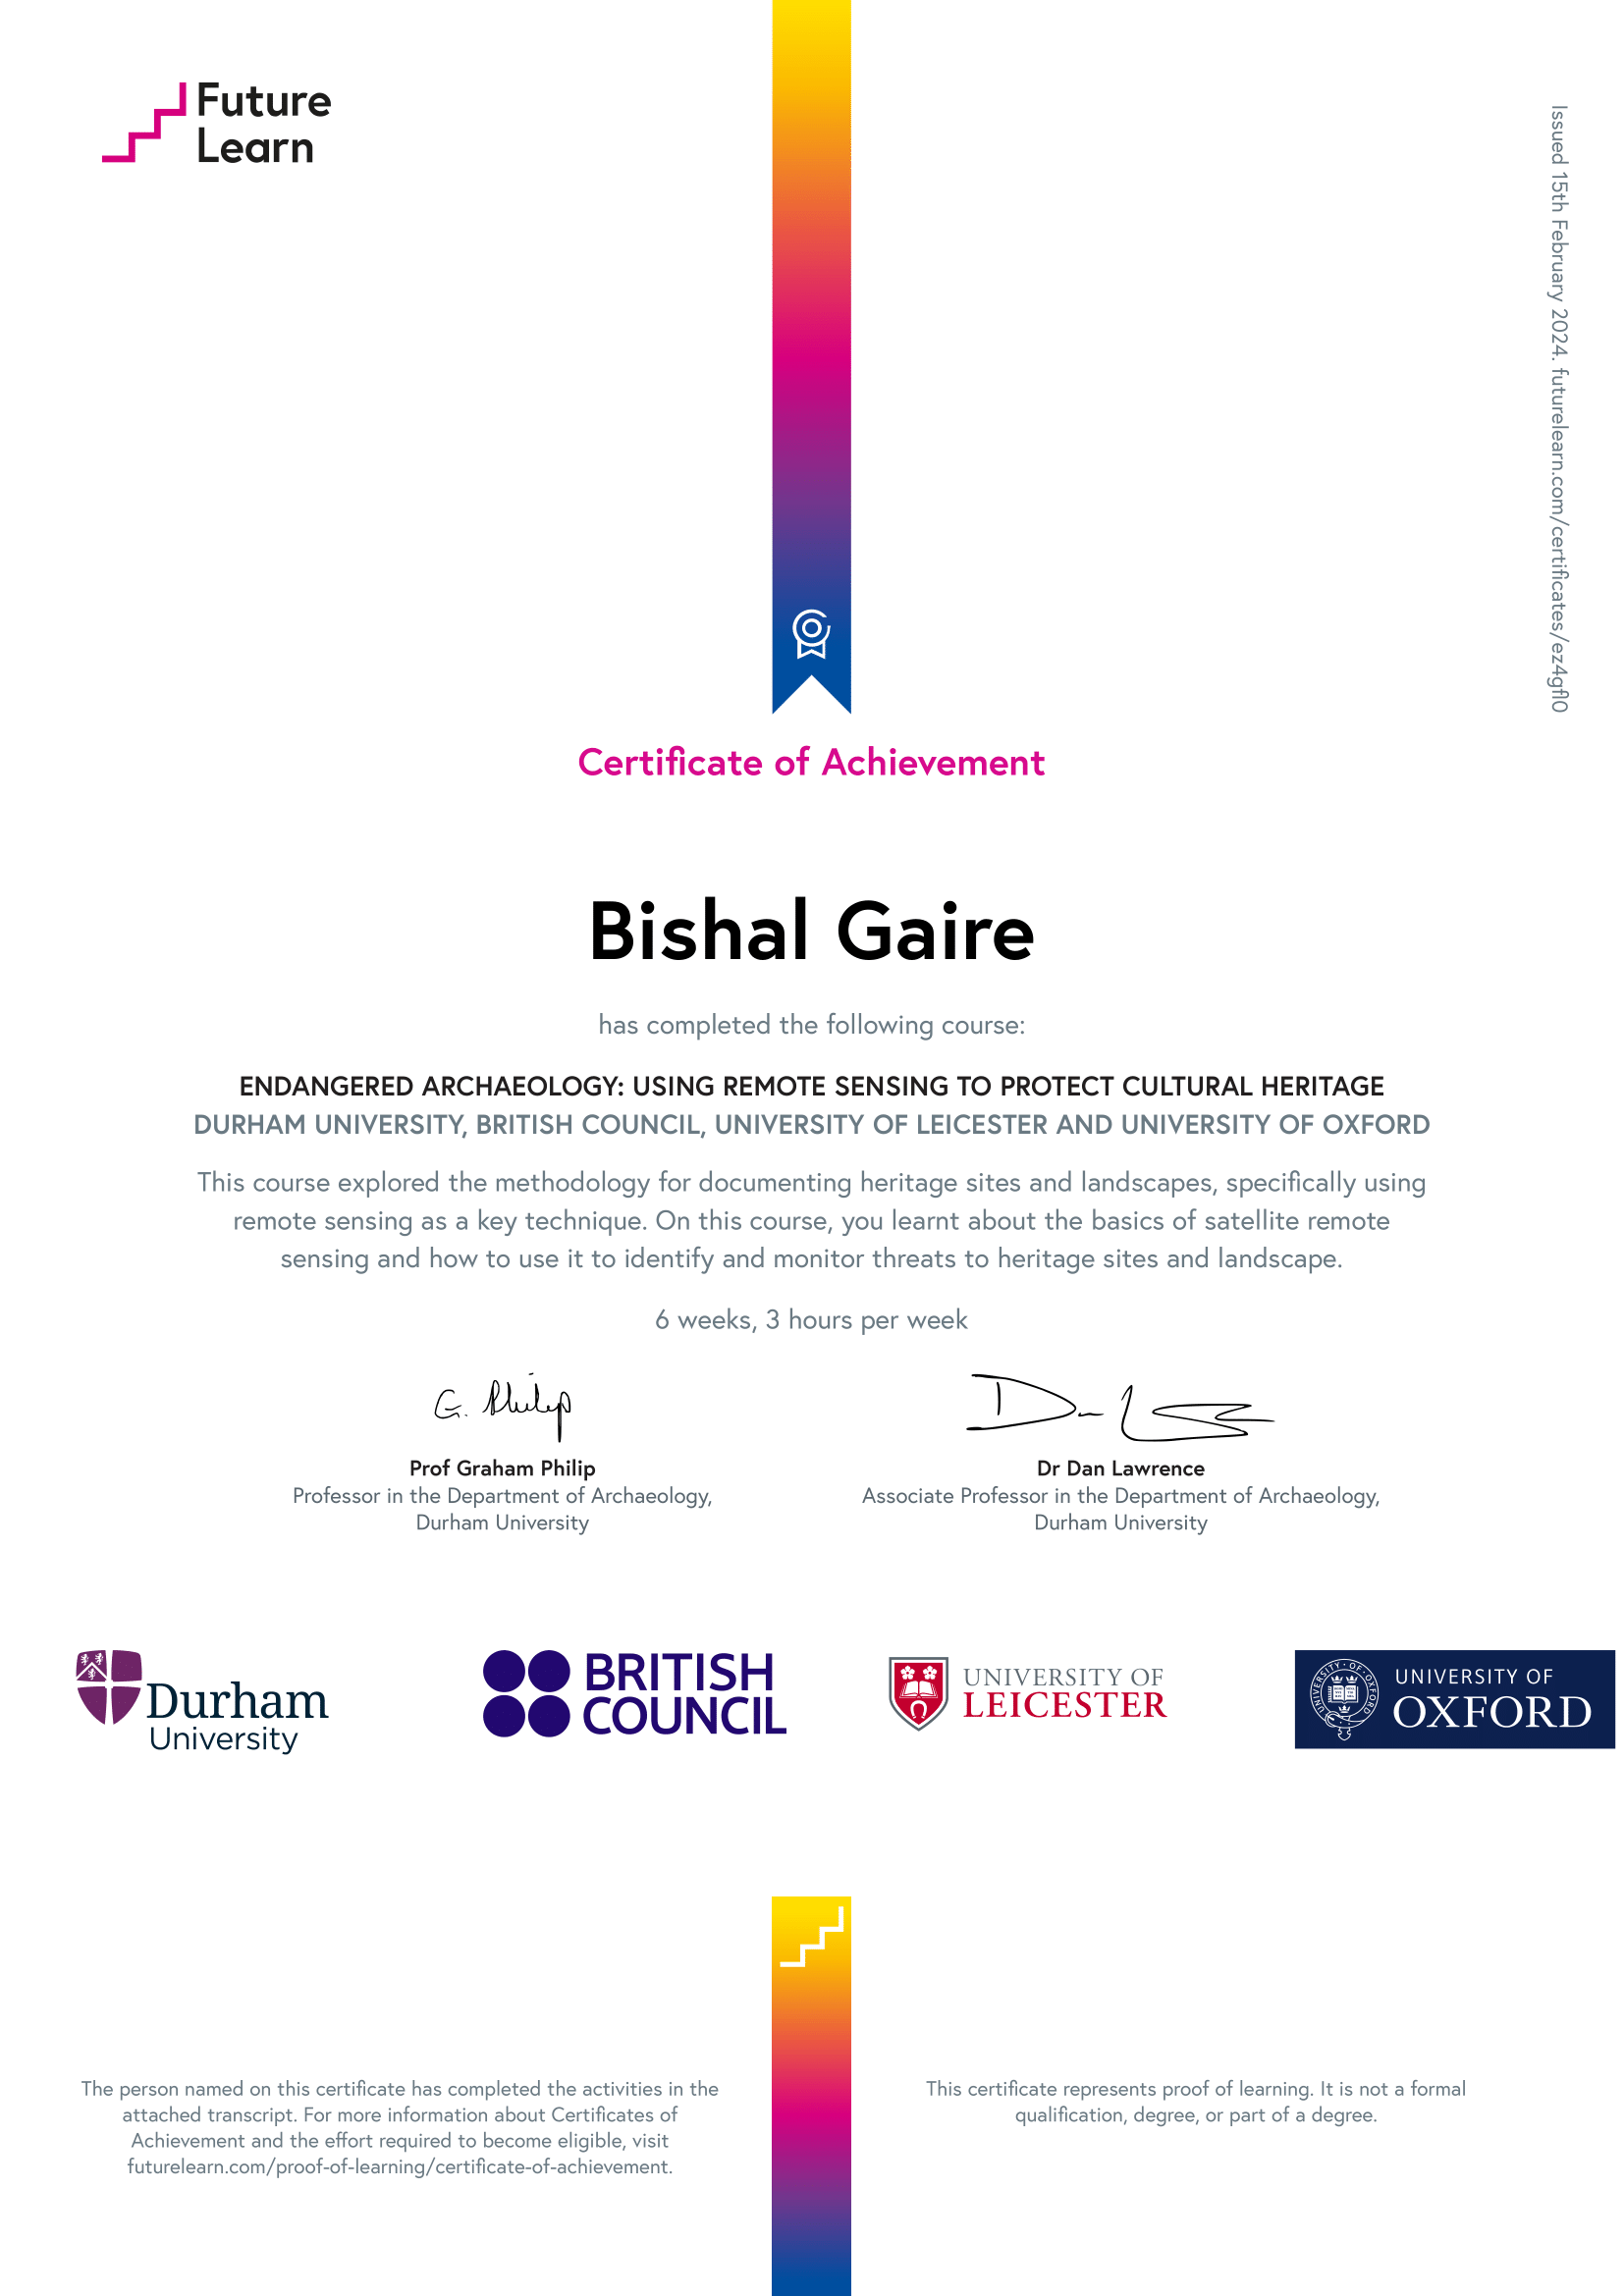 Future
Learn
Issued 15th February 2024. futurelearn.com/certificates/ez4gfl0
Certificate of Achievement
Bishal Gaire
has completed the following course:
ENDANGERED ARCHAEOLOGY: USING REMOTE SENSING TO PROTECT CULTURAL HERITAGE
DURHAM UNIVERSITY, BRITISH COUNCIL, UNIVERSITY OF LEICESTER AND UNIVERSITY OF OXFORD
This course explored the methodology for documenting heritage sites and landscapes, specifically using
remote sensing as a key technique. On this course, you learnt about the basics of satellite remote
sensing and how to use it to identify and monitor threats to heritage sites and landscape.
6 weeks, 3 hours per week
G. Philip
Prof Graham Philip
Professor in the Department of Archaeology,
Durham University
Dr Dan Lawrence
Associate Professor in the Department of Archaeology,
Durham University
Durham
University
BRITISH
COUNCIL
UNIVERSITY OF
LEICESTER
UNIVERSITY · OF · OXFORD
UNIVERSITY OF
OXFORD
The person named on this certificate has completed the activities in the
attached transcript. For more information about Certificates of
Achievement and the effort required to become eligible, visit
futurelearn.com/proof-of-learning/certificate-of-achievement.
This certificate represents proof of learning. It is not a formal
qualification, degree, or part of a degree.